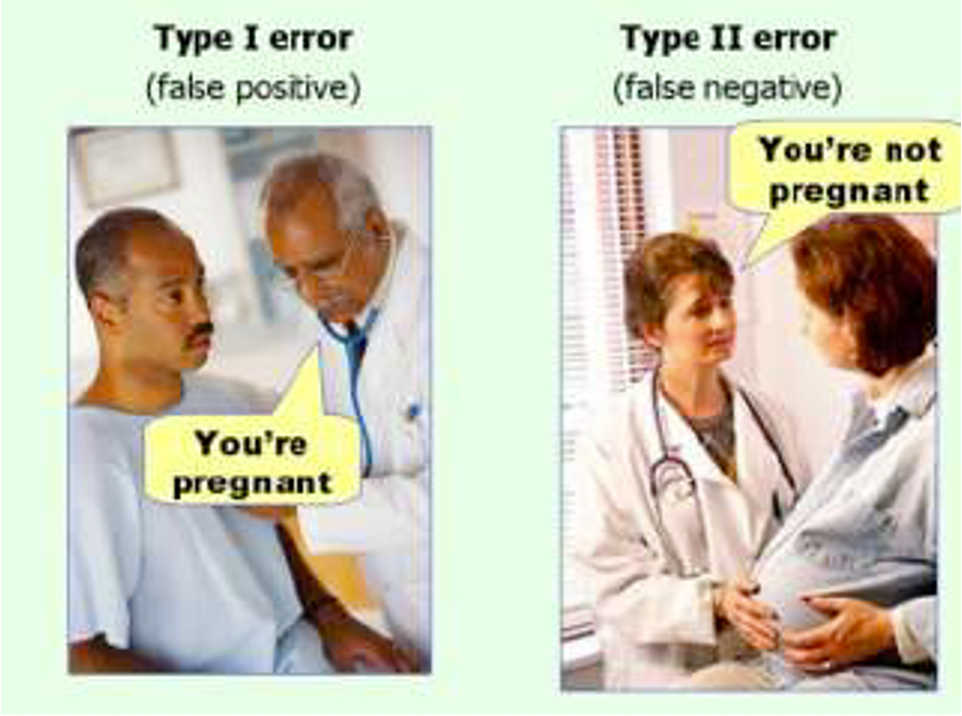 Type I error
(false positive)
You're
pregnant
Type II error
(false negative)
You're not
pregnant